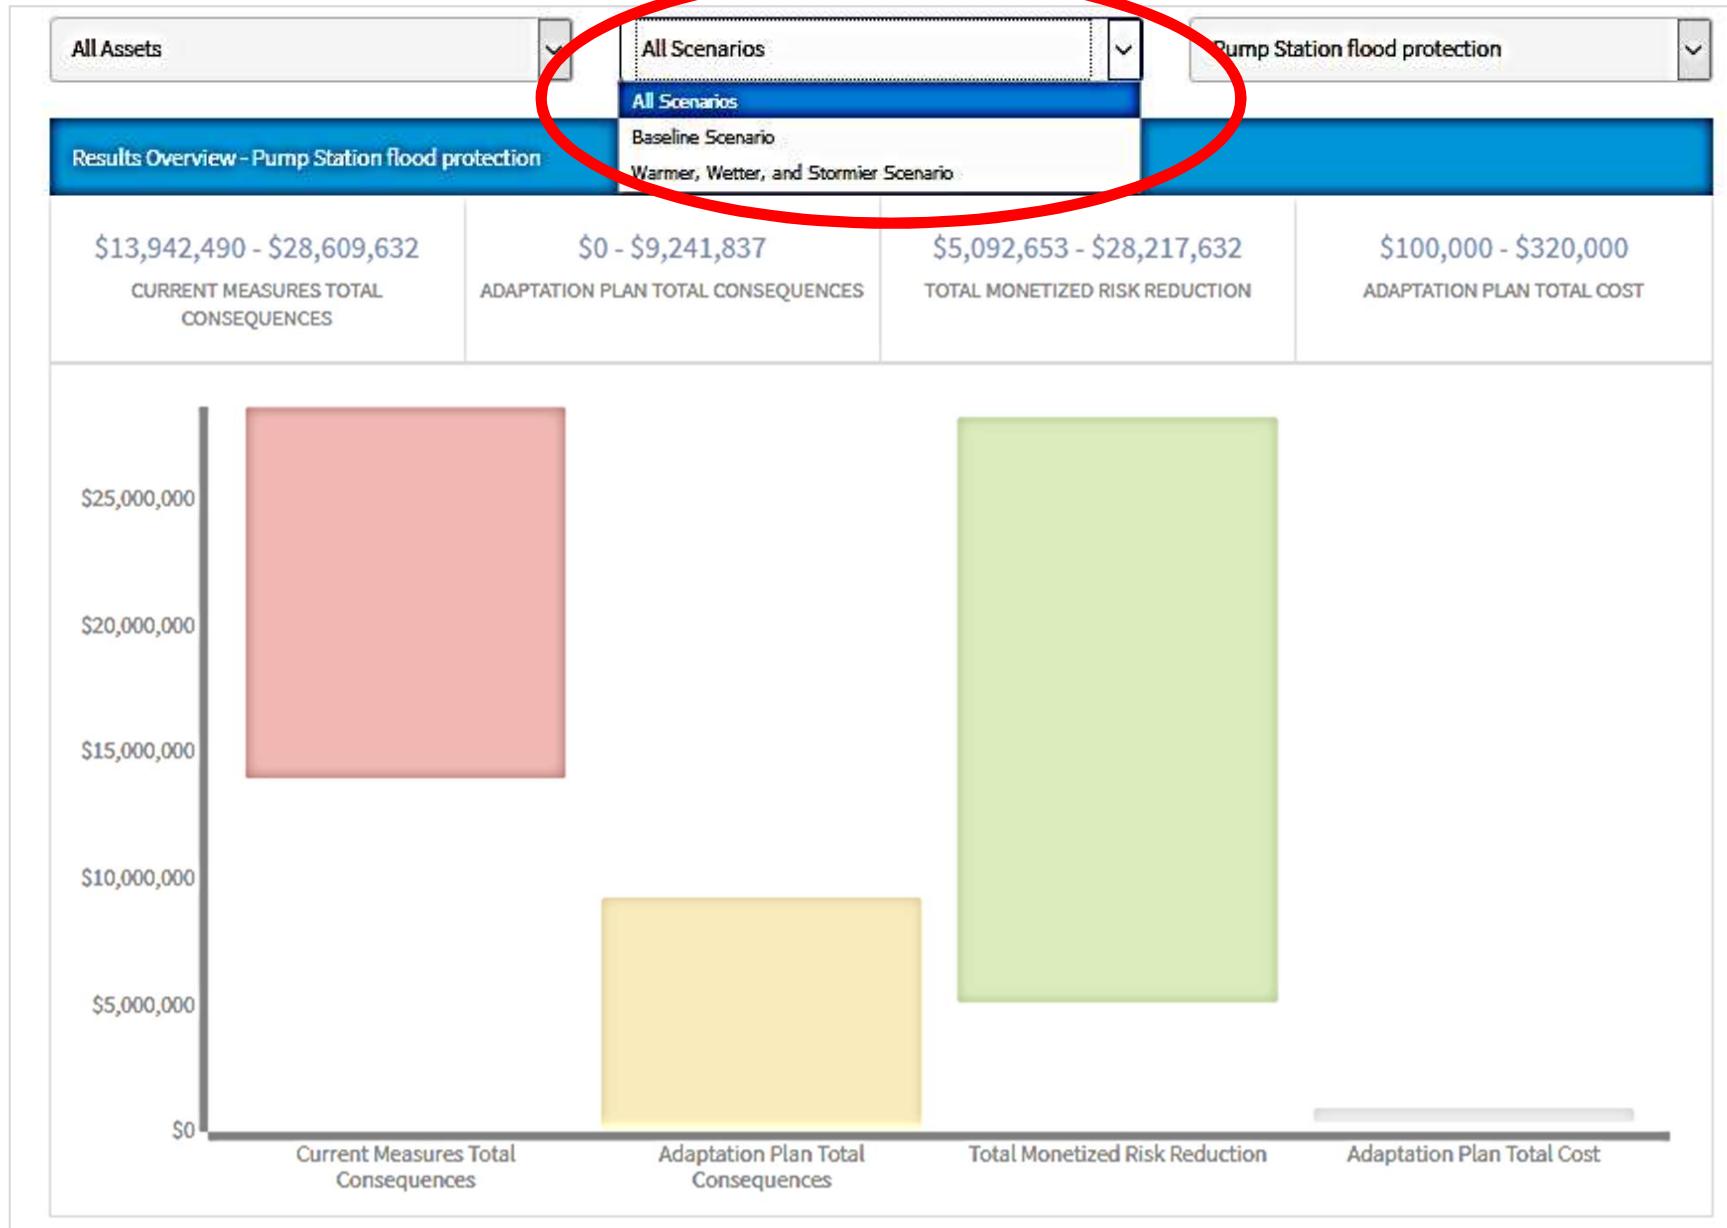 All Assets
All Scenarios
Pump Station flood protection
All Scenarios
Baseline Scenario
Warmer, Wetter, and Stormier Scenario
Results Overview - Pump Station flood protection
$13,942,490 - $28,609,632
CURRENT MEASURES TOTAL
CONSEQUENCES
$0 - $9,241,837
ADAPTATION PLAN TOTAL CONSEQUENCES
$5,092,653 - $28,217,632
TOTAL MONETIZED RISK REDUCTION
$100,000 - $320,000
ADAPTATION PLAN TOTAL COST
$25,000,000
$20,000,000
$15,000,000
$10,000,000
$5,000,000
$0
Current Measures Total
Consequences
Adaptation Plan Total
Consequences
Total Monetized Risk Reduction
Adaptation Plan Total Cost